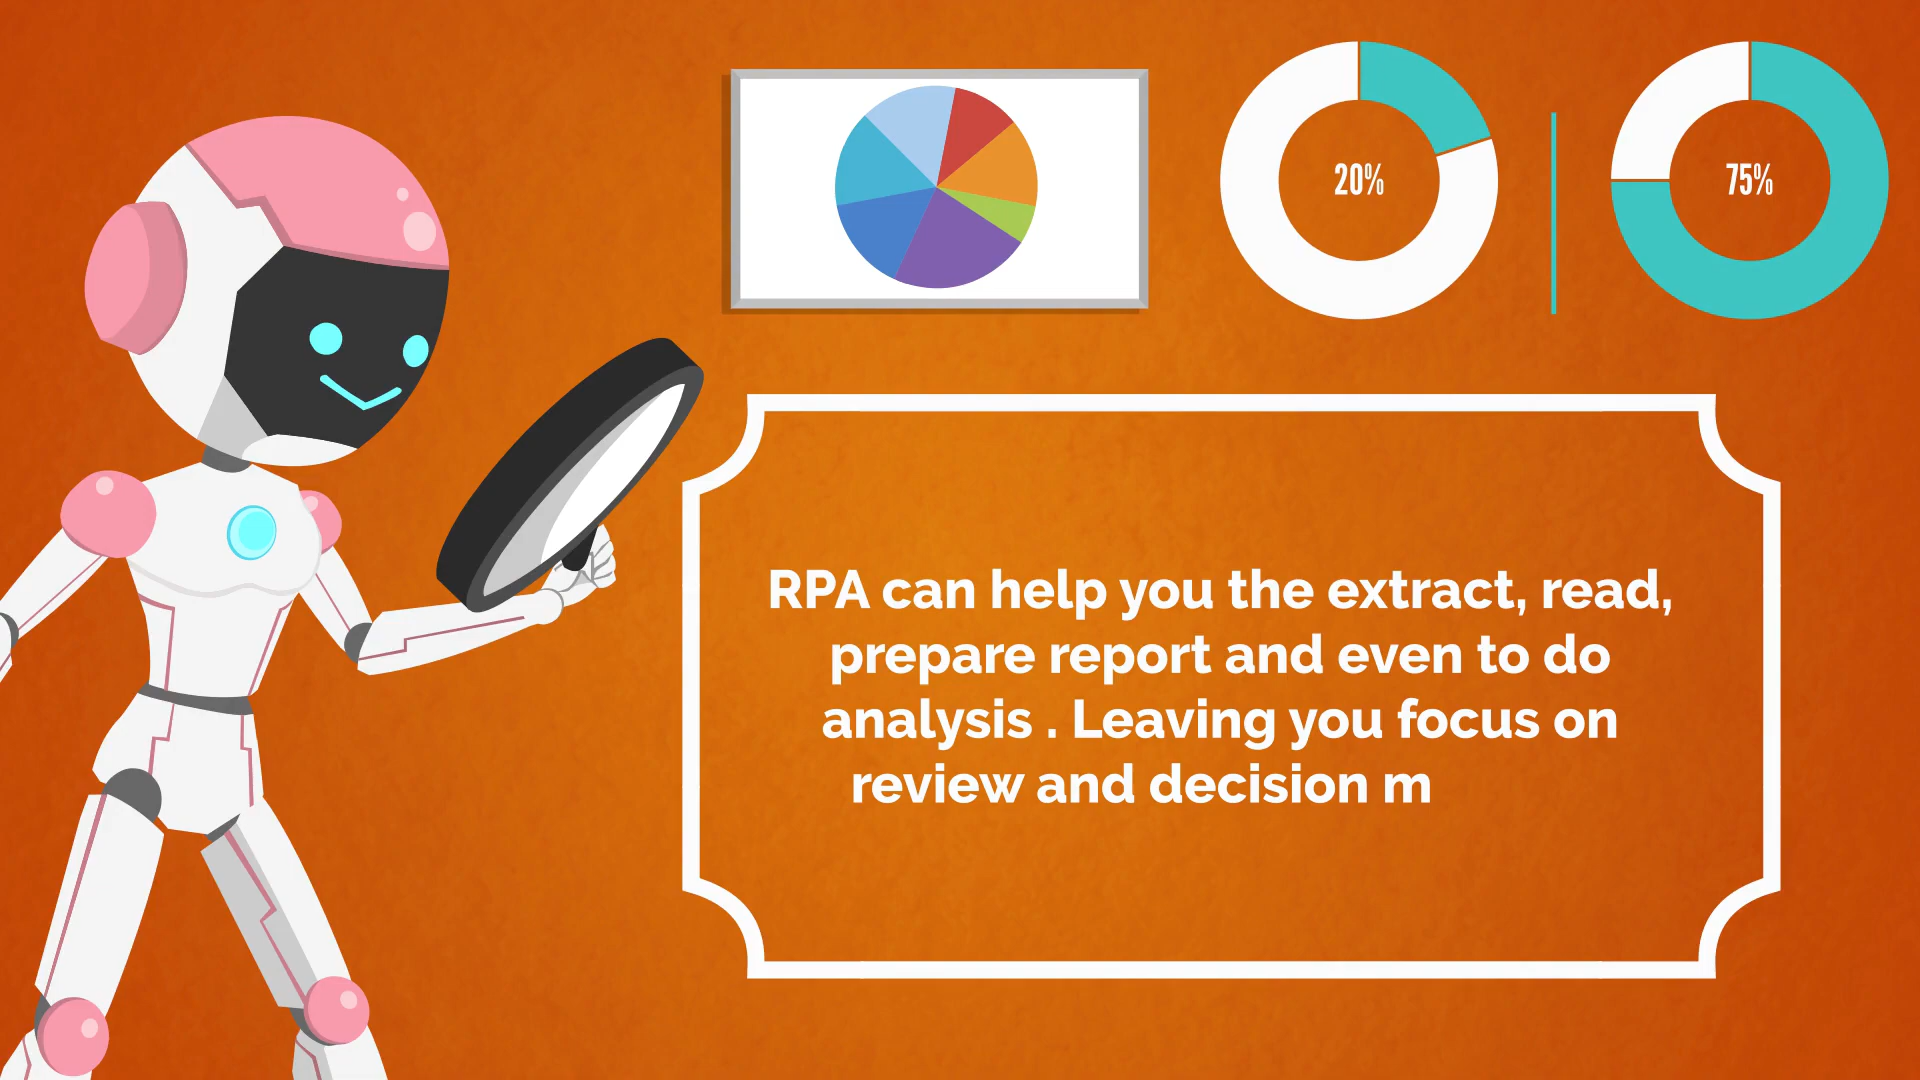 20%
75%
RPA can help you the extract, read,
prepare report and even to do
analysis . Leaving you focus on
review and decision m